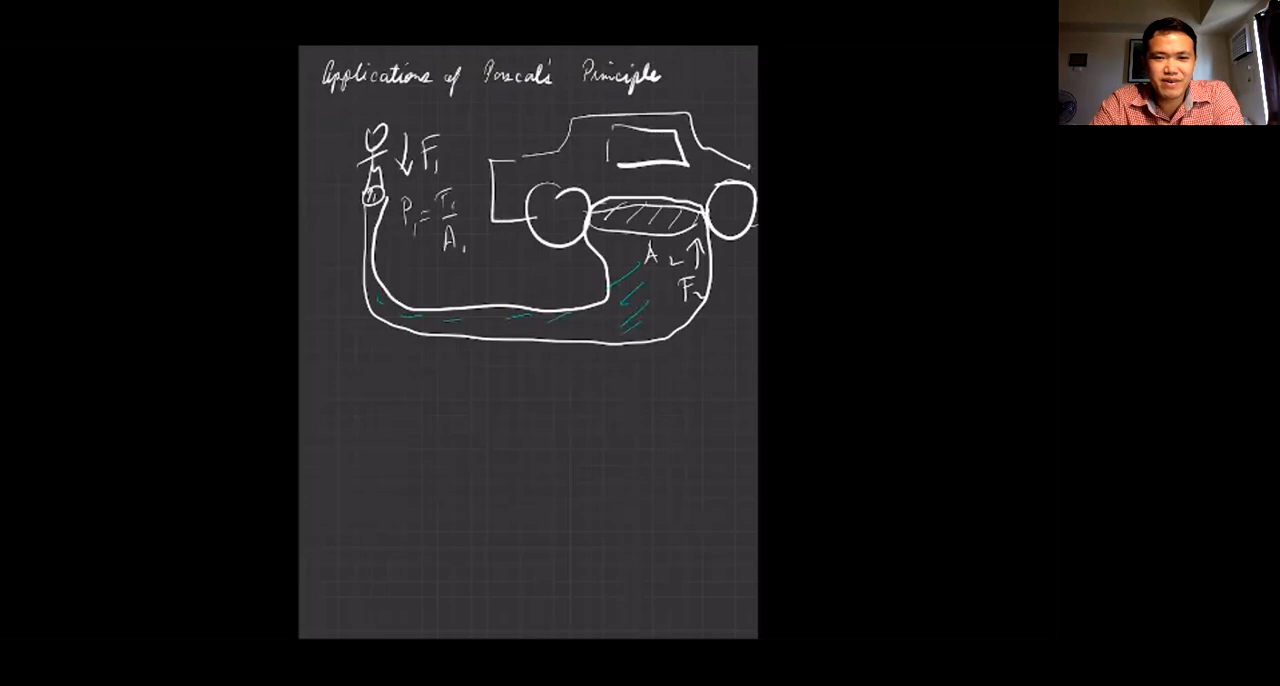 Applications of Pascal's Principle
F₁
P₁ = F₁/A₁
A₂
F₂